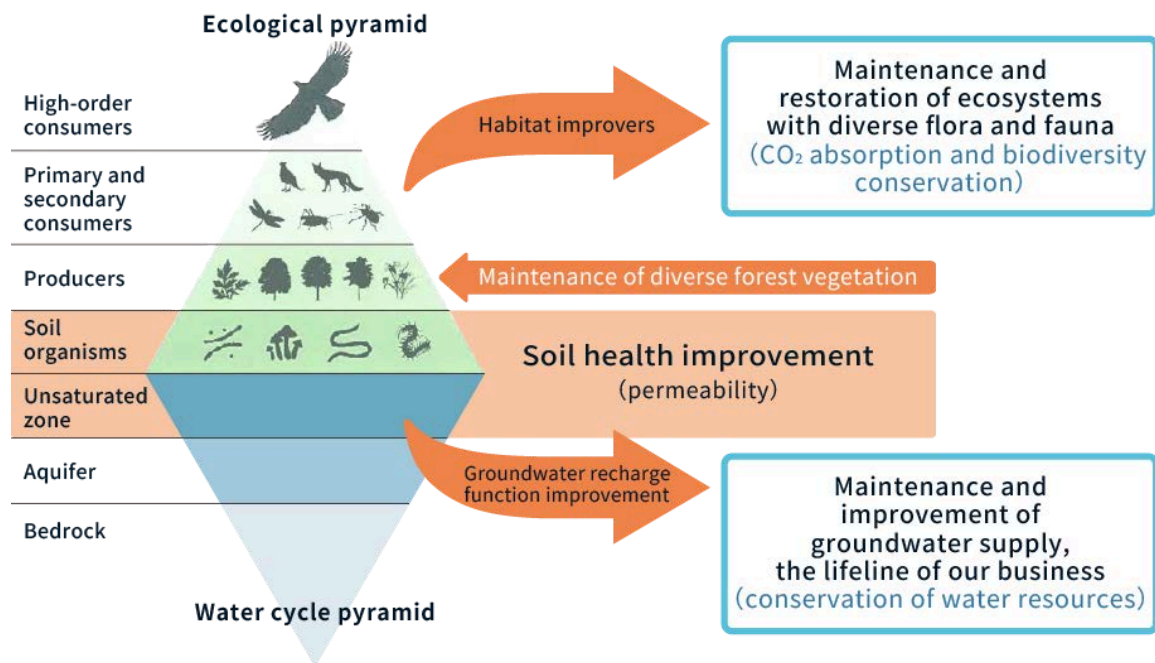 Ecological pyramid
High-order
consumers
Primary and
secondary
consumers
Producers
Soil
organisms
Unsaturated
zone
Aquifer
Bedrock
Water cycle pyramid
Habitat improvers
Maintenance and
restoration of ecosystems
with diverse flora and fauna
（CO₂ absorption and biodiversity
conservation）
Maintenance of diverse forest vegetation
Soil health improvement
（permeability）
Groundwater recharge
function improvement
Maintenance and
improvement of
groundwater supply,
the lifeline of our business
（conservation of water resources）